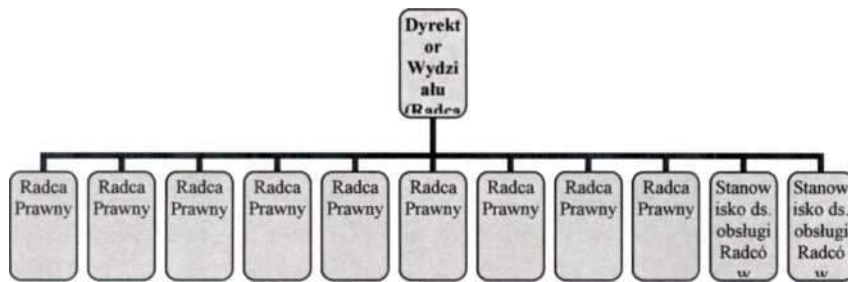 Dyrekt
or
Wydzi
ału
(Radca
Radca
Prawny
Radca
Prawny
Radca
Prawny
Radca
Prawny
Radca
Prawny
Radca
Prawny
Radca
Prawny
Radca
Prawny
Radca
Prawny
Stanow
isko ds.
obsługi
Radcó
w
Stanow
isko ds.
obsługi
Radcó
w